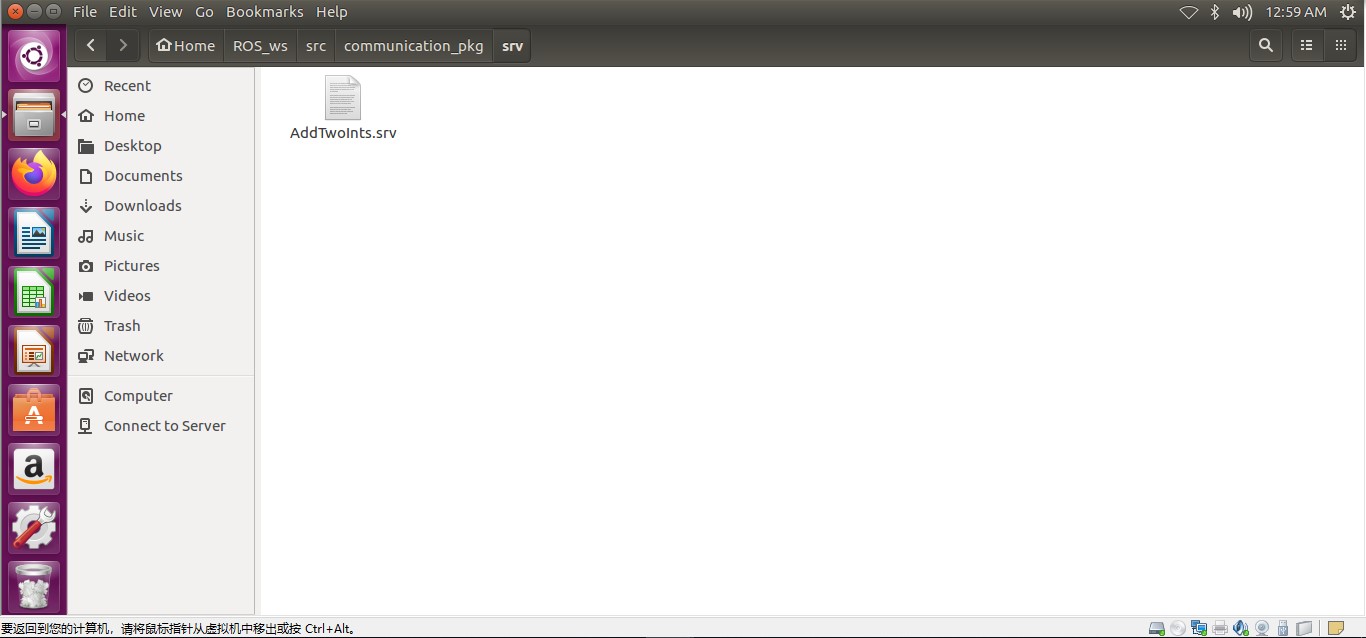 File Edit View Go Bookmarks Help 12:59 AM
Home ROS_ws src communication_pkg srv
Recent
Home
Desktop
Documents
Downloads
Music
Pictures
Videos
Trash
Network
Computer
Connect to Server
AddTwoInts.srv
要返回到您的计算机，请将鼠标指针从虚拟机中移出或按 Ctrl+Alt。